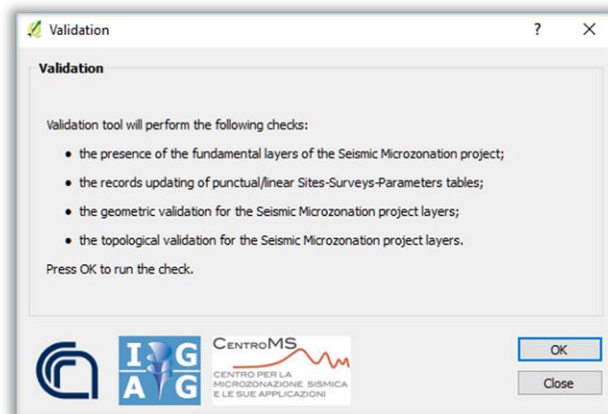 Validation
?
Validation
Validation tool will perform the following checks:
• the presence of the fundamental layers of the Seismic Microzonation project;
• the records updating of punctual/linear Sites-Surveys-Parameters tables;
• the geometric validation for the Seismic Microzonation project layers;
• the topological validation for the Seismic Microzonation project layers.
Press OK to run the check.
I G
A G
CENTROMS
CENTRO PER LA
MICROZONAZIONE SISMICA
E LE SUE APPLICAZIONI
OK
Close